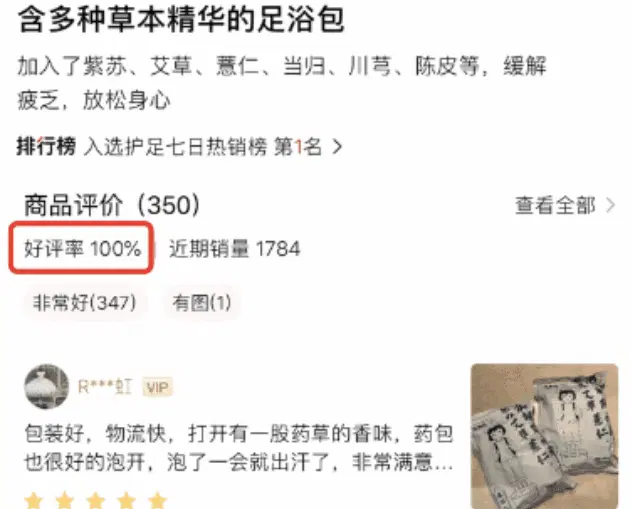 含多种草本精华的足浴包
加入了紫苏、艾草、薏仁、当归、川芎、陈皮等，缓解
疲乏，放松身心
排行榜 入选护足七日热销榜 第1名 >
商品评价（350） 查看全部 >
好评率 100% 近期销量 1784
非常好(347) 有图(1)
R***虹 VIP
包装好，物流快，打开有一股药草的香味，药包
也很好的泡开，泡了一会就出汗了，非常满意...